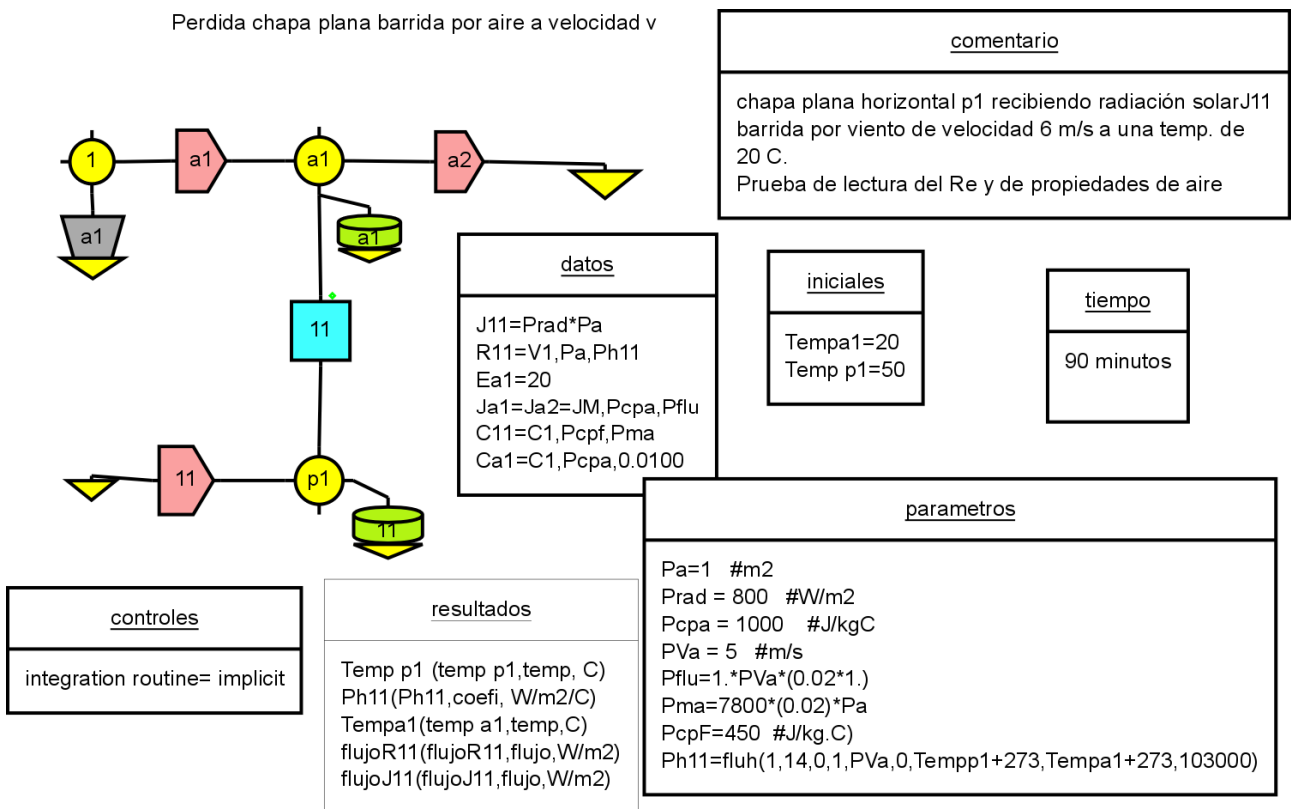 Perdida chapa plana barrida por aire a velocidad v
comentario
chapa plana horizontal p1 recibiendo radiación solarJ11
barrida por viento de velocidad 6 m/s a una temp. de
20 C.
Prueba de lectura del Re y de propiedades de aire
1
a1
a1
a2
a1
a1
11
11
p1
11
datos
J11=Prad*Pa
R11=V1,Pa,Ph11
Ea1=20
Ja1=Ja2=JM,Pcpa,Pflu
C11=C1,Pcpf,Pma
Ca1=C1,Pcpa,0.0100
iniciales
Tempa1=20
Temp p1=50
tiempo
90 minutos
parametros
Pa=1 #m2
Prad = 800 #W/m2
Pcpa = 1000 #J/kgC
PVa = 5 #m/s
Pflu=1.*PVa*(0.02*1.)
Pma=7800*(0.02)*Pa
PcpF=450 #J/kg.C)
Ph11=fluh(1,14,0,1,PVa,0,Tempp1+273,Tempa1+273,103000)
controles
integration routine= implicit
resultados
Temp p1 (temp p1,temp, C)
Ph11(Ph11,coefi, W/m2/C)
Tempa1(temp a1,temp,C)
flujoR11(flujoR11,flujo,W/m2)
flujoJ11(flujoJ11,flujo,W/m2)